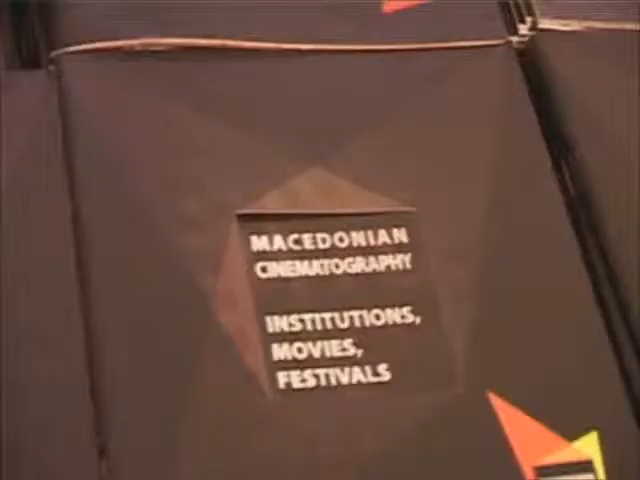 MACEDONIAN
CINEMATOGRAPHY
INSTITUTIONS,
MOVIES,
FESTIVALS